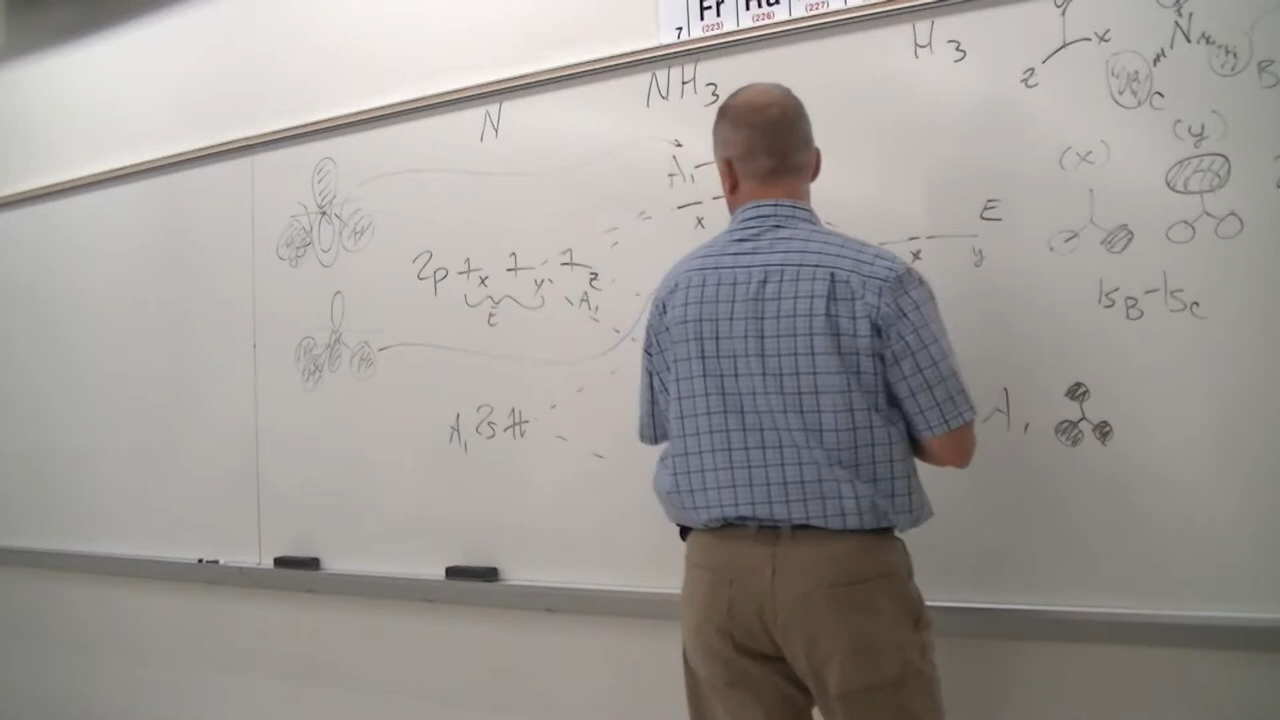 7 Fr Ra
(223) (226) (227)
N NH3 H3
z x
N
C B
A1
x
(x) (y)
E
x y
2p x y z
E A1
1sB-1sC
A1 2s
A1